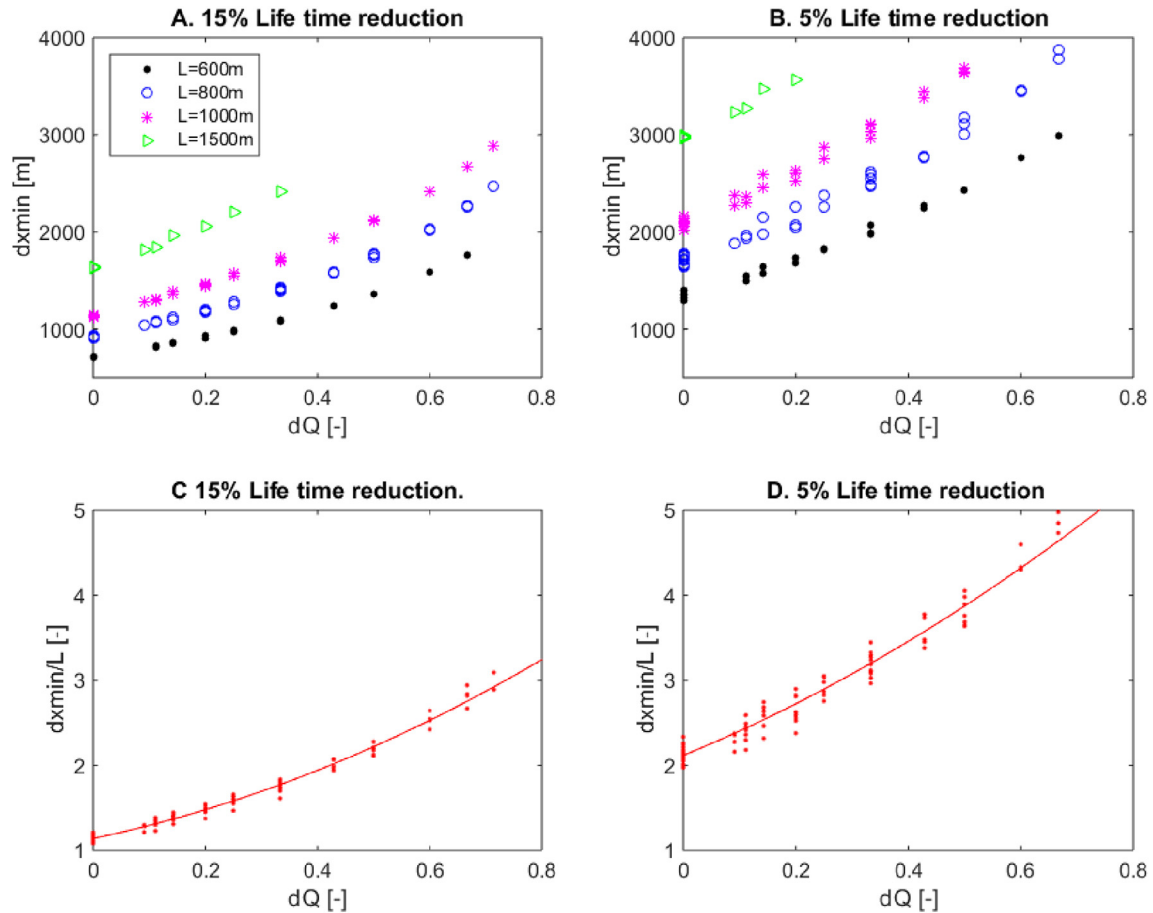 A. 15% Life time reduction
4000
3000
2000
1000
dxmin [m]
L=600m
L=800m
L=1000m
L=1500m
0 0.2 0.4 0.6 0.8
dQ [-]
B. 5% Life time reduction
4000
3000
2000
1000
dxmin [m]
0 0.2 0.4 0.6 0.8
dQ [-]
C 15% Life time reduction.
5
4
3
2
1
dxmin/L [-]
0 0.2 0.4 0.6 0.8
dQ [-]
D. 5% Life time reduction
5
4
3
2
1
dxmin/L [-]
0 0.2 0.4 0.6 0.8
dQ [-]